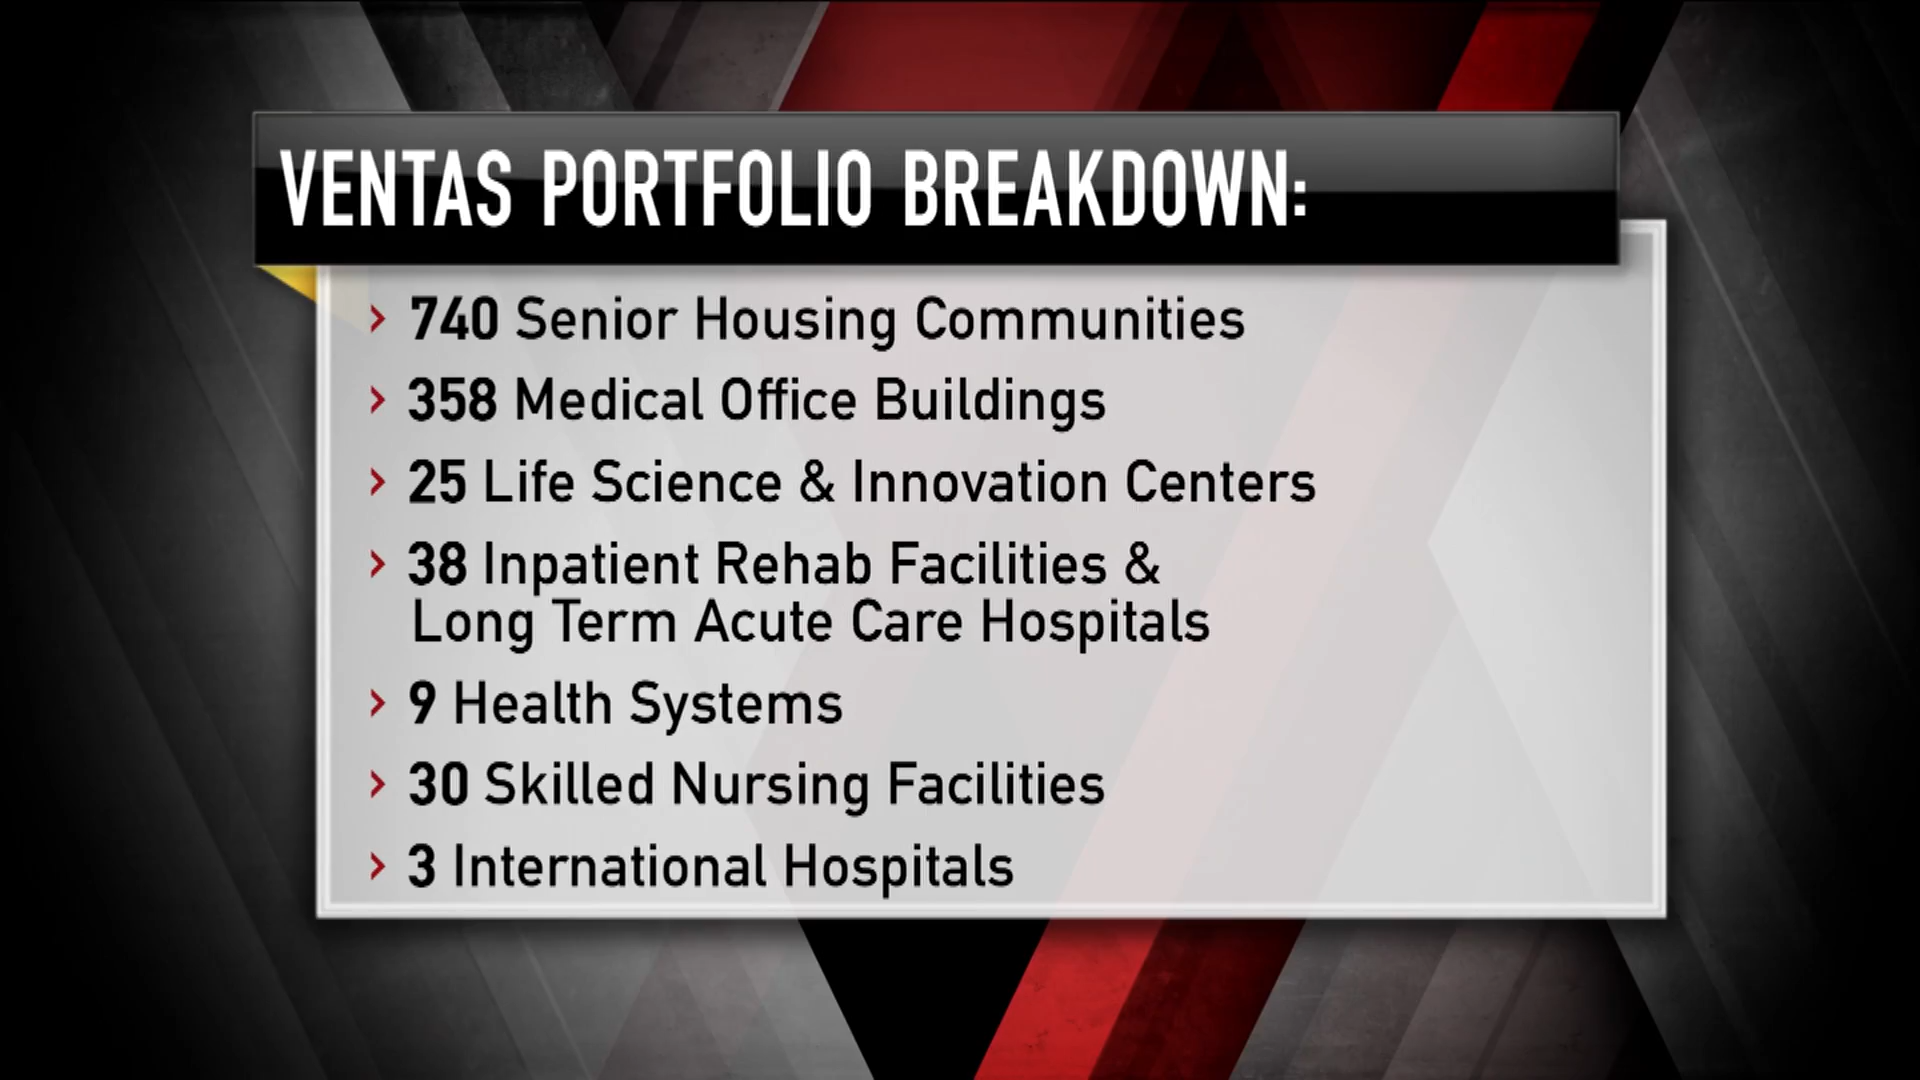 VENTAS PORTFOLIO BREAKDOWN:
› 740 Senior Housing Communities
› 358 Medical Office Buildings
› 25 Life Science & Innovation Centers
› 38 Inpatient Rehab Facilities &
Long Term Acute Care Hospitals
› 9 Health Systems
› 30 Skilled Nursing Facilities
› 3 International Hospitals